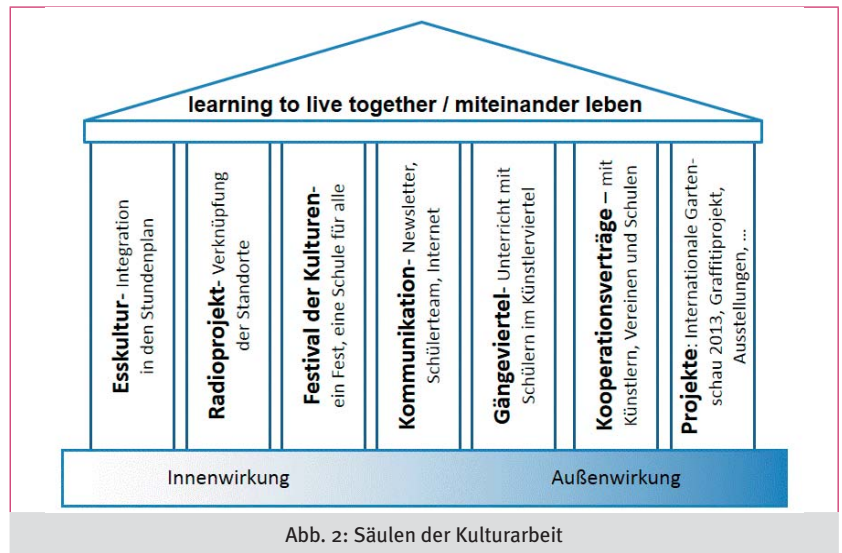 learning to live together / miteinander leben
Esskultur- Integration
in den Stundenplan
Radioprojekt- Verknüpfung
der Standorte
Festival der Kulturen-
ein Fest, eine Schule für alle
Kommunikation- Newsletter,
Schülerteam, Internet
Gängeviertel- Unterricht mit
Schülern im Künstlerviertel
Kooperationsverträge – mit
Künstlern, Vereinen und Schulen
Projekte: Internationale Garten-
schau 2013, Graffitiprojekt,
Ausstellungen, ...
Innenwirkung
Außenwirkung
Abb. 2: Säulen der Kulturarbeit